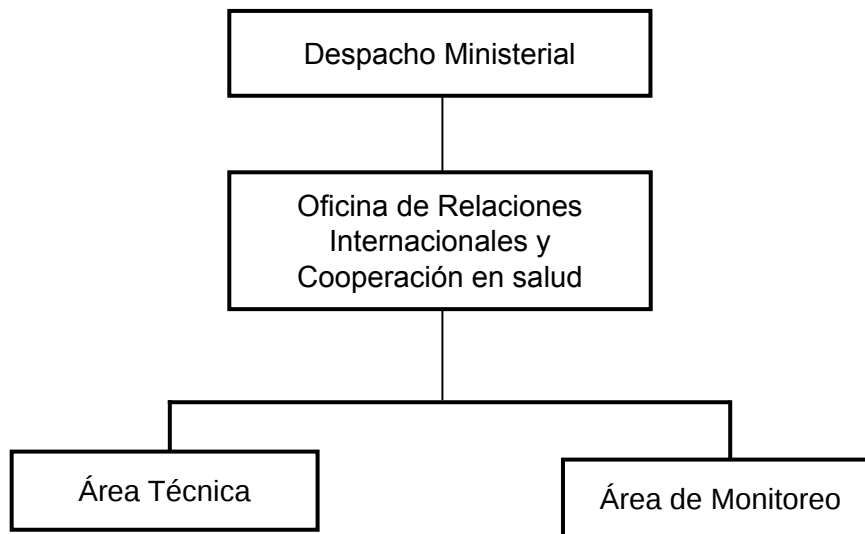 Despacho Ministerial
Oficina de Relaciones
Internacionales y
Cooperación en salud
Área Técnica
Área de Monitoreo